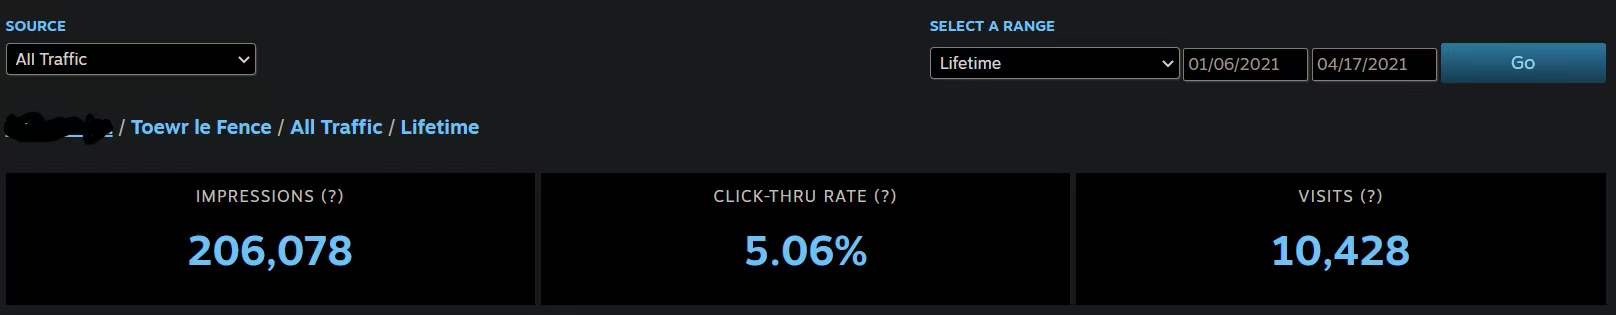 SOURCE
SELECT A RANGE
All Traffic
Lifetime 01/06/2021 04/17/2021 Go
/ Toewr le Fence / All Traffic / Lifetime
IMPRESSIONS (?)
206,078
CLICK-THRU RATE (?)
5.06%
VISITS (?)
10,428